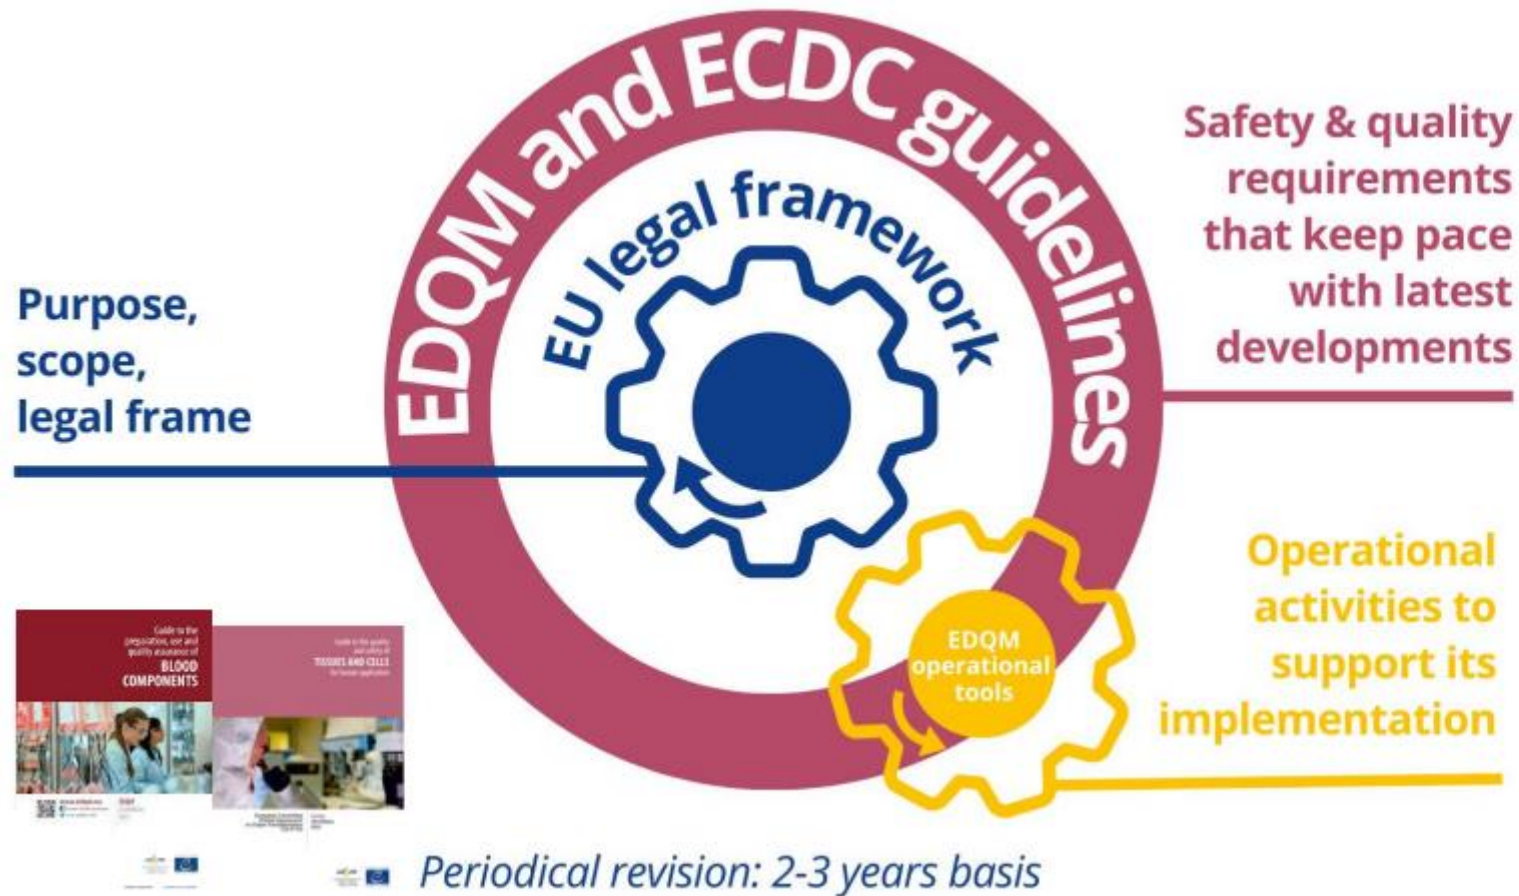 EDQM and ECDC guidelines
EU legal framework
Safety & quality
requirements
that keep pace
with latest
developments
Purpose,
scope,
legal frame
Operational
activities to
support its
implementation
EDQM
operational
tools
Guide to the
preparation, use and
quality assurance of
BLOOD
COMPONENTS
Guide to the quality
and safety of
TISSUES AND CELLS
for human application
Periodical revision: 2-3 years basis